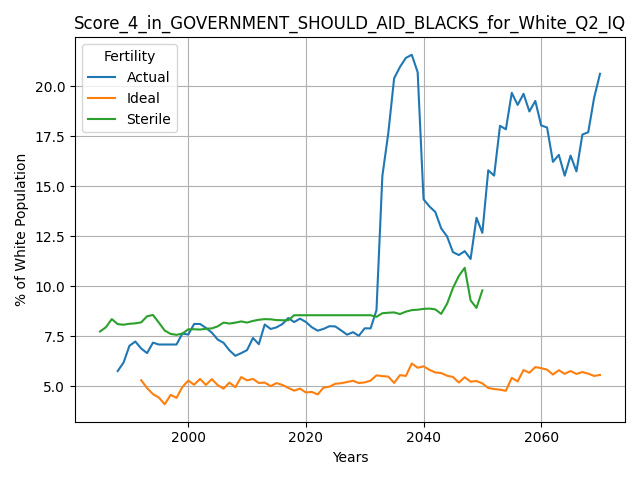 Score_4_in_GOVERNMENT_SHOULD_AID_BLACKS_for_White_Q2_IQ
Fertility
Actual
Ideal
Sterile
% of White Population
20.0
17.5
15.0
12.5
10.0
7.5
5.0
2000
2020
2040
2060
Years